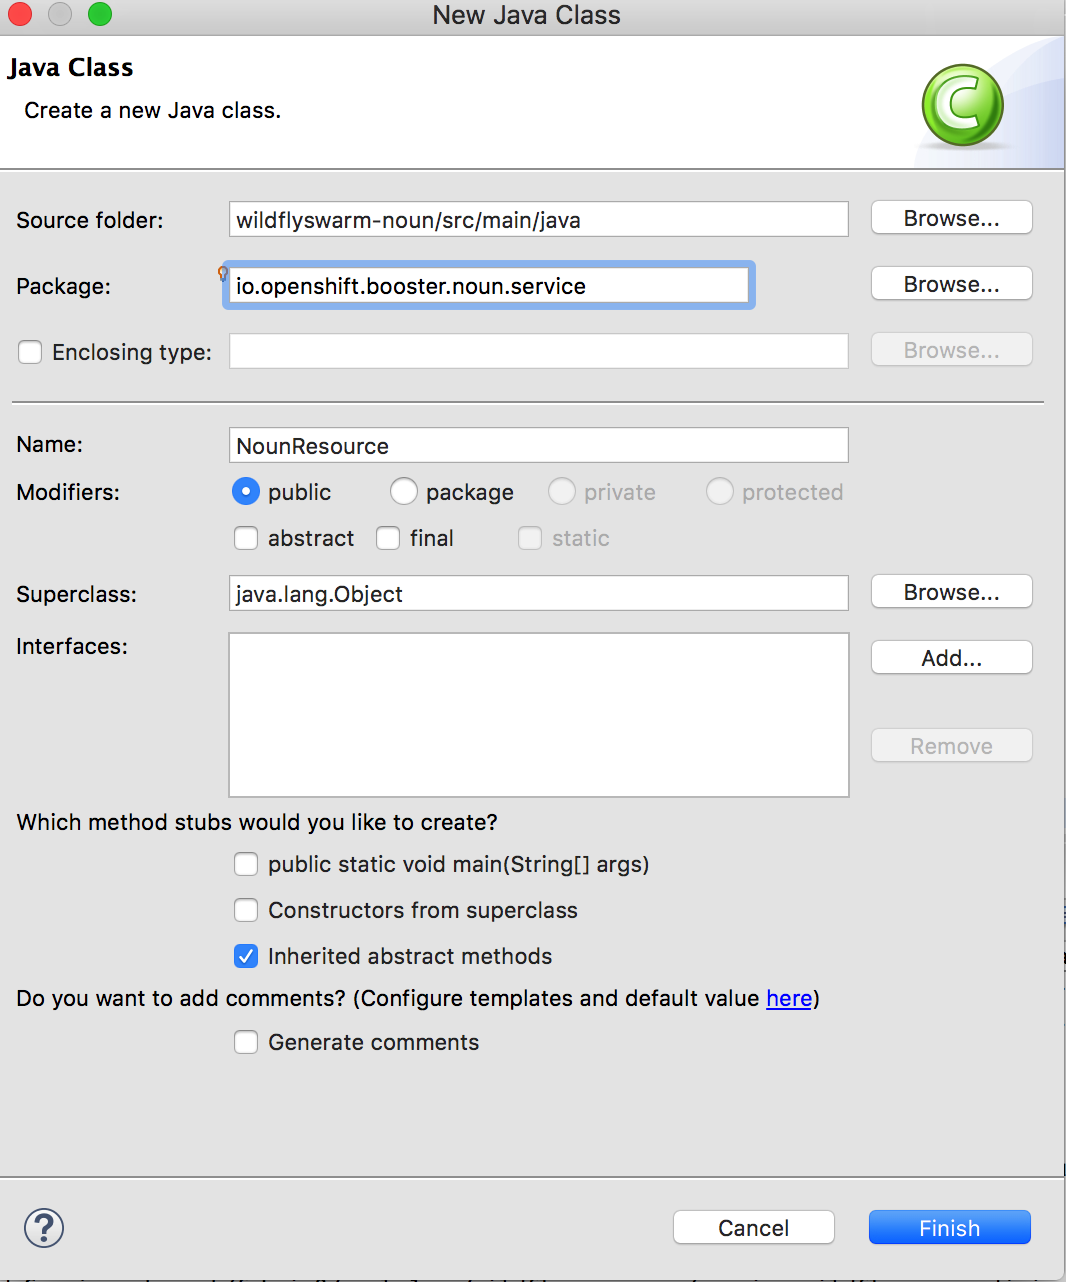 New Java Class
Java Class
Create a new Java class.
C
Source folder: wildflyswarm-noun/src/main/java Browse...
Package: io.openshift.booster.noun.service Browse...
Enclosing type: Browse...
Name: NounResource
Modifiers: public package private protected
abstract final static
Superclass: java.lang.Object Browse...
Interfaces: Add...
Remove
Which method stubs would you like to create?
public static void main(String[] args)
Constructors from superclass
Inherited abstract methods
Do you want to add comments? (Configure templates and default value here)
Generate comments
? Cancel Finish